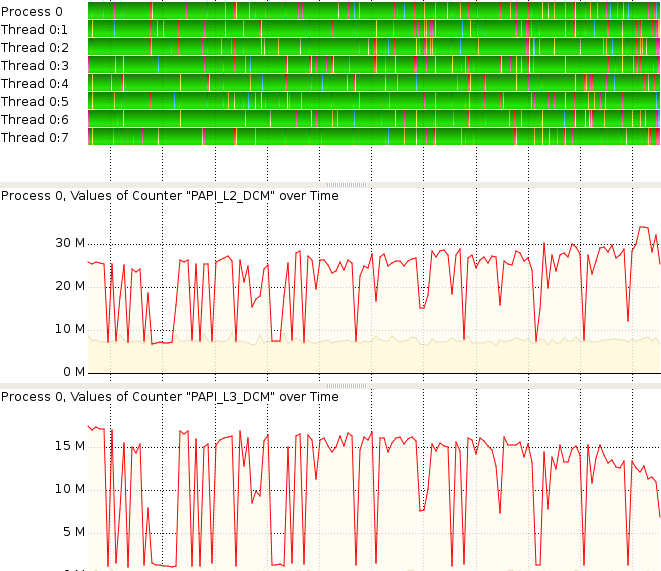 Process 0
Thread 0:1
Thread 0:2
Thread 0:3
Thread 0:4
Thread 0:5
Thread 0:6
Thread 0:7
Process 0, Values of Counter "PAPI_L2_DCM" over Time
30 M
20 M
10 M
0 M
Process 0, Values of Counter "PAPI_L3_DCM" over Time
15 M
10 M
5 M